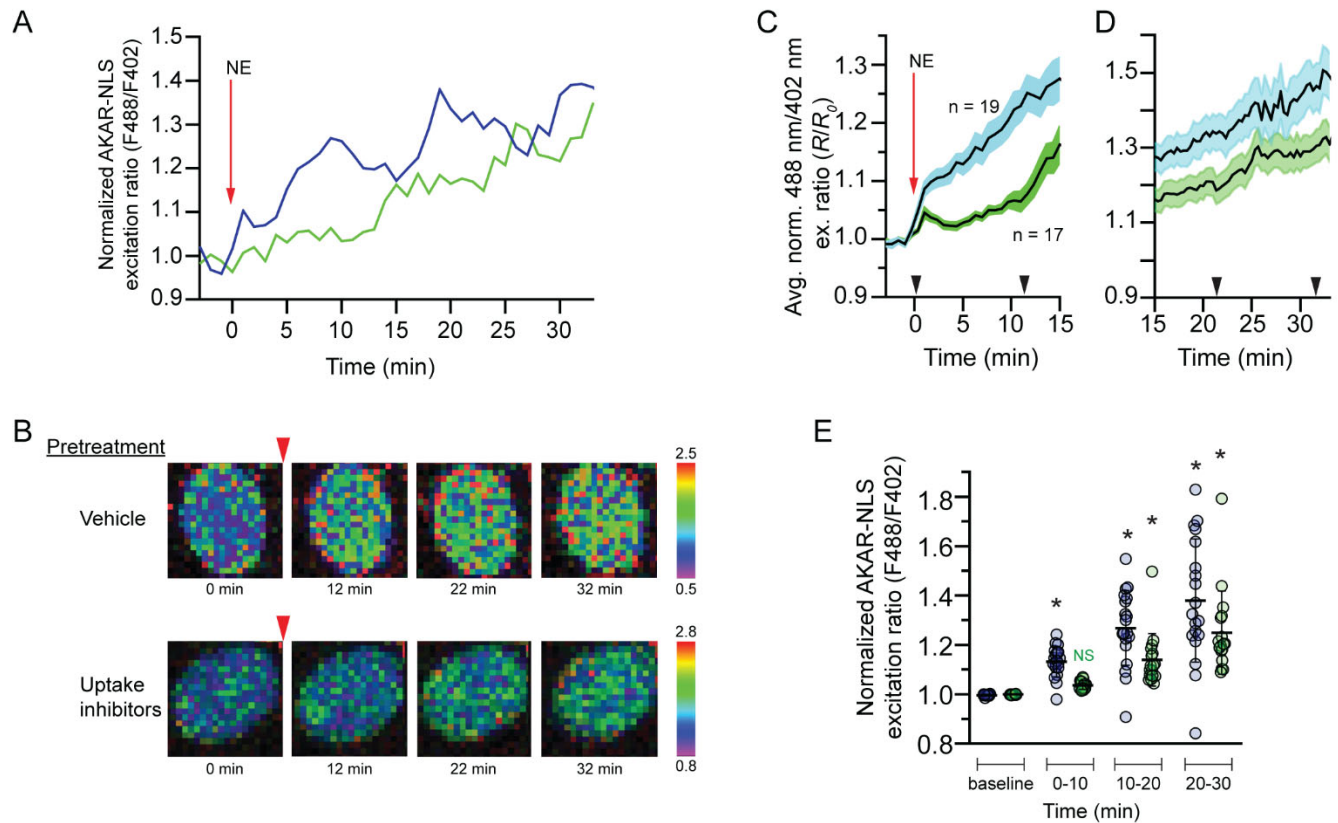 A
Normalized AKAR-NLS
excitation ratio (F488/F402)
1.5
1.4
1.3
1.2
1.1
1.0
0.9
NE
0 5 10 15 20 25 30
Time (min)
B
Pretreatment
Vehicle
0 min 12 min 22 min 32 min
2.5
0.5
Uptake
inhibitors
0 min 12 min 22 min 32 min
2.8
0.8
C
Avg. norm. 488 nm/402 nm
ex. ratio (R/R0)
1.3
1.2
1.1
1.0
0.9
NE
n = 19
n = 17
0 5 10 15
Time (min)
D
1.5
1.3
1.1
0.9
15 20 25 30
Time (min)
E
Normalized AKAR-NLS
excitation ratio (F488/F402)
1.8
1.6
1.4
1.2
1.0
0.8
*
NS
* *
* *
baseline 0-10 10-20 20-30
Time (min)